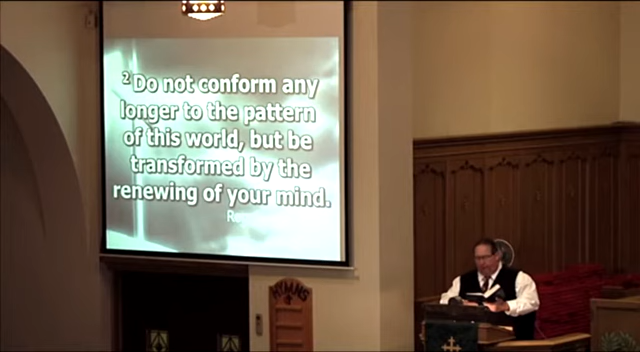 2 Do not conform any
longer to the pattern
of this world, but be
transformed by the
renewing of your mind.
HYMNS